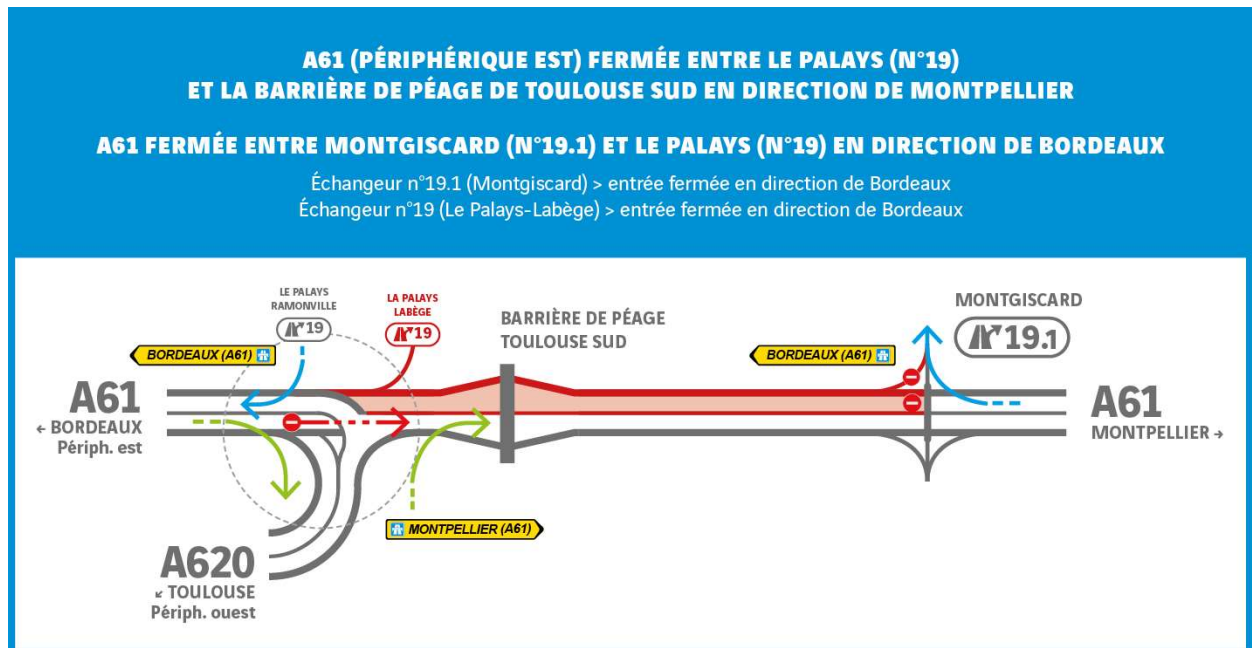 A61 (PÉRIPHÉRIQUE EST) FERMÉE ENTRE LE PALAYS (N°19)
ET LA BARRIÈRE DE PÉAGE DE TOULOUSE SUD EN DIRECTION DE MONTPELLIER
A61 FERMÉE ENTRE MONTGISCARD (N°19.1) ET LE PALAYS (N°19) EN DIRECTION DE BORDEAUX
Échangeur n°19.1 (Montgiscard) > entrée fermée en direction de Bordeaux
Échangeur n°19 (Le Palays-Labège) > entrée fermée en direction de Bordeaux
LE PALAYS
RAMONVILLE
19
LA PALAYS
LABÈGE
19
BARRIÈRE DE PÉAGE
TOULOUSE SUD
MONTGISCARD
19.1
BORDEAUX (A61)
BORDEAUX (A61)
A61
← BORDEAUX
Périph. est
A61
MONTPELLIER →
MONTPELLIER (A61)
A620
↙ TOULOUSE
Périph. ouest